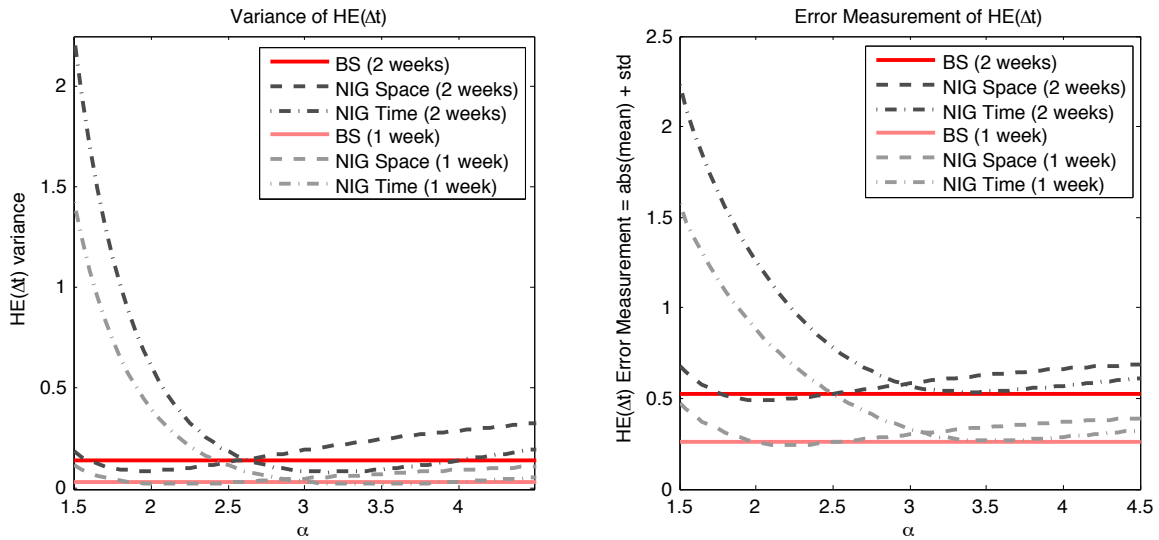 Variance of HE(Δt)
HE(Δt) variance
2
1.5
1
0.5
0
1.5 2 2.5 3 3.5 4
α
BS (2 weeks)
NIG Space (2 weeks)
NIG Time (2 weeks)
BS (1 week)
NIG Space (1 week)
NIG Time (1 week)
Error Measurement of HE(Δt)
HE(Δt) Error Measurement = abs(mean) + std
2.5
2
1.5
1
0.5
0
1.5 2 2.5 3 3.5 4 4.5
α
BS (2 weeks)
NIG Space (2 weeks)
NIG Time (2 weeks)
BS (1 week)
NIG Space (1 week)
NIG Time (1 week)